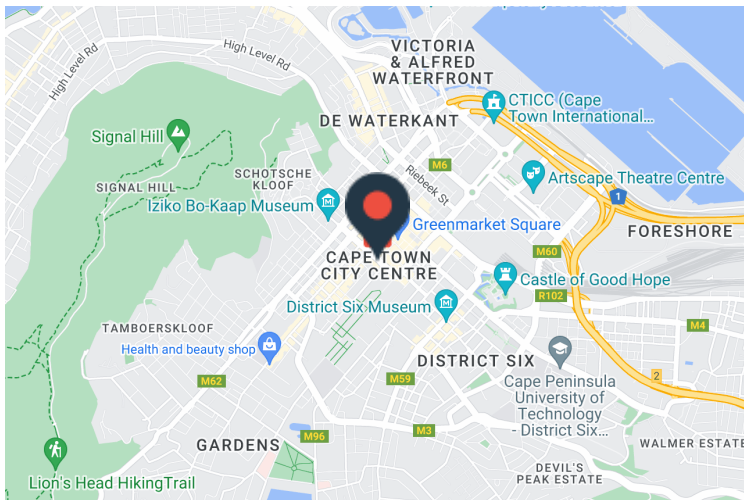 High Level Rd
High Level Rd
VICTORIA
& ALFRED
WATERFRONT
CTICC (Cape
Town International...
DE WATERKANT
Signal Hill
M6
Riebeek St
SCHOTSCHE
KLOOF
Artscape Theatre Centre
SIGNAL HILL
1
Iziko Bo-Kaap Museum
Greenmarket Square
FORESHORE
M60
CAPE TOWN
CITY CENTRE
Castle of Good Hope
R102
District Six Museum
M4
TAMBOERSKLOOF
Health and beauty shop
DISTRICT SIX
M62
M59
2
Cape Peninsula
University of
Technology
- District Six...
M96
M3
GARDENS
WALMER ESTATE
DEVIL'S
PEAK ESTATE
Lion's Head HikingTrail